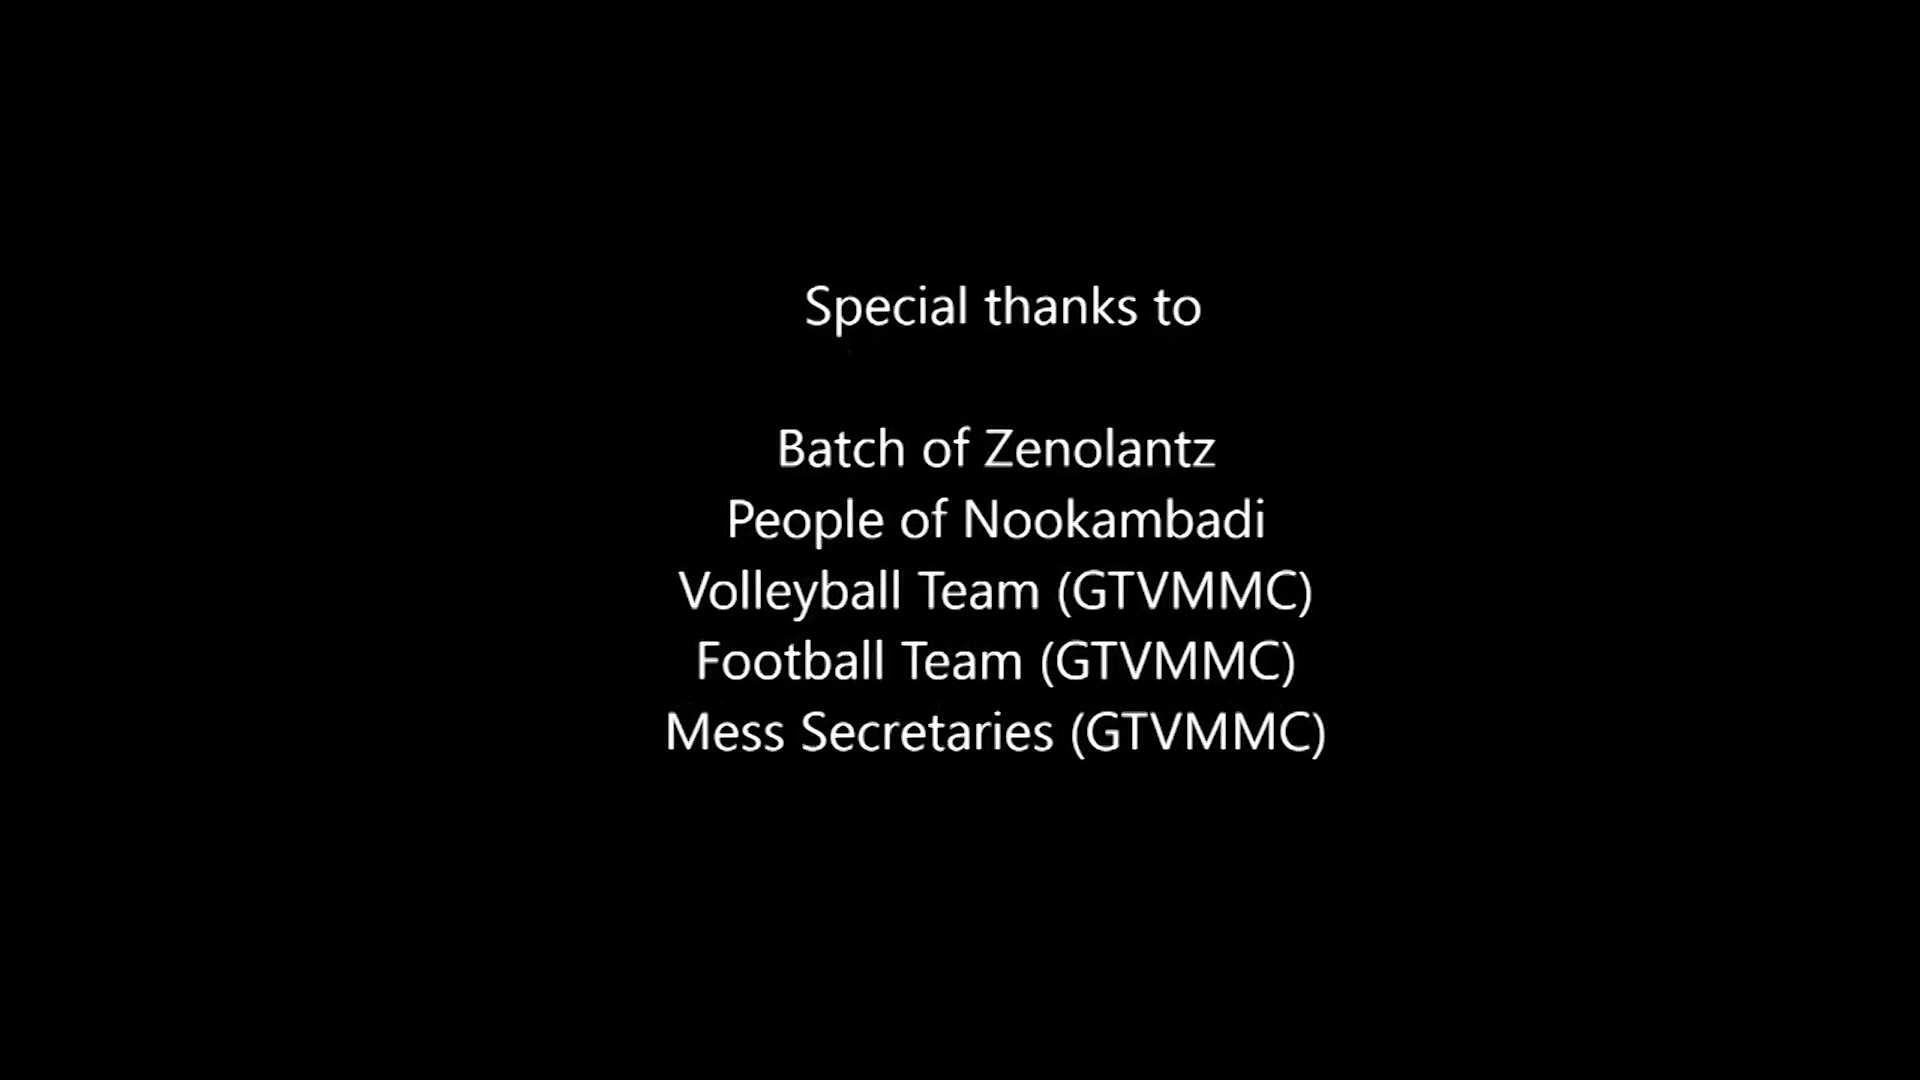 Special thanks to
Batch of Zenolantz
People of Nookambadi
Volleyball Team (GTVMMC)
Football Team (GTVMMC)
Mess Secretaries (GTVMMC)